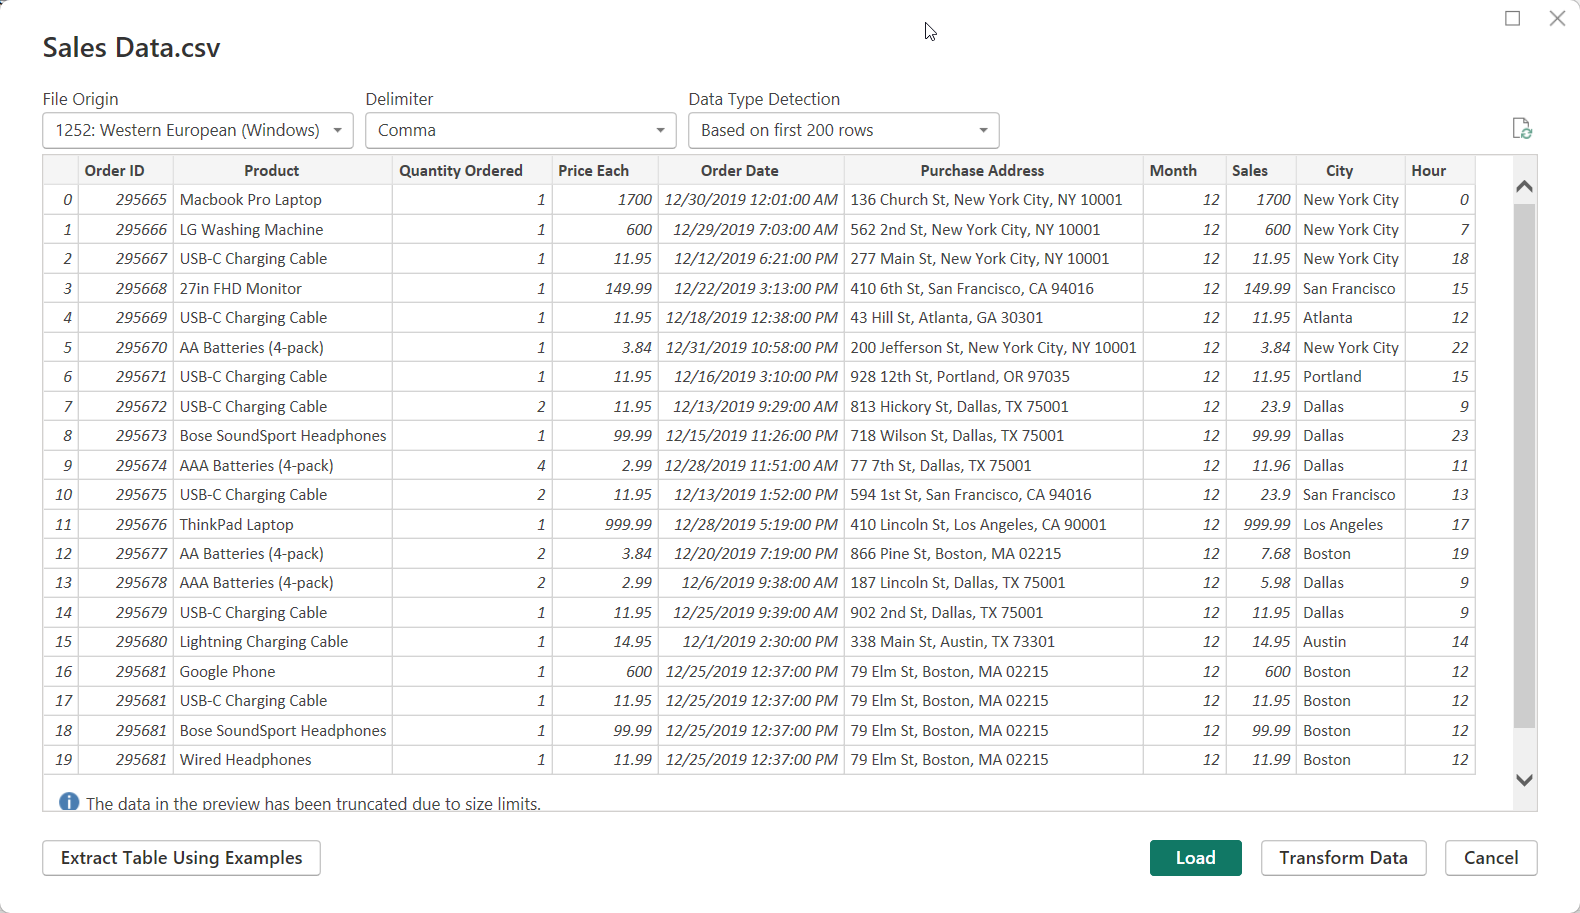 Sales Data.csv
File Origin Delimiter Data Type Detection
1252: Western European (Windows) Comma Based on first 200 rows
Order ID Product Quantity Ordered Price Each Order Date Purchase Address Month Sales City Hour
0 295665 Macbook Pro Laptop 1 1700 12/30/2019 12:01:00 AM 136 Church St, New York City, NY 10001 12 1700 New York City 0
1 295666 LG Washing Machine 1 600 12/29/2019 7:03:00 AM 562 2nd St, New York City, NY 10001 12 600 New York City 7
2 295667 USB-C Charging Cable 1 11.95 12/12/2019 6:21:00 PM 277 Main St, New York City, NY 10001 12 11.95 New York City 18
3 295668 27in FHD Monitor 1 149.99 12/22/2019 3:13:00 PM 410 6th St, San Francisco, CA 94016 12 149.99 San Francisco 15
4 295669 USB-C Charging Cable 1 11.95 12/18/2019 12:38:00 PM 43 Hill St, Atlanta, GA 30301 12 11.95 Atlanta 12
5 295670 AA Batteries (4-pack) 1 3.84 12/31/2019 10:58:00 PM 200 Jefferson St, New York City, NY 10001 12 3.84 New York City 22
6 295671 USB-C Charging Cable 1 11.95 12/16/2019 3:10:00 PM 928 12th St, Portland, OR 97035 12 11.95 Portland 15
7 295672 USB-C Charging Cable 2 11.95 12/13/2019 9:29:00 AM 813 Hickory St, Dallas, TX 75001 12 23.9 Dallas 9
8 295673 Bose SoundSport Headphones 1 99.99 12/15/2019 11:26:00 PM 718 Wilson St, Dallas, TX 75001 12 99.99 Dallas 23
9 295674 AAA Batteries (4-pack) 4 2.99 12/28/2019 11:51:00 AM 77 7th St, Dallas, TX 75001 12 11.96 Dallas 11
10 295675 USB-C Charging Cable 2 11.95 12/13/2019 1:52:00 PM 594 1st St, San Francisco, CA 94016 12 23.9 San Francisco 13
11 295676 ThinkPad Laptop 1 999.99 12/28/2019 5:19:00 PM 410 Lincoln St, Los Angeles, CA 90001 12 999.99 Los Angeles 17
12 295677 AA Batteries (4-pack) 2 3.84 12/20/2019 7:19:00 PM 866 Pine St, Boston, MA 02215 12 7.68 Boston 19
13 295678 AAA Batteries (4-pack) 2 2.99 12/6/2019 9:38:00 AM 187 Lincoln St, Dallas, TX 75001 12 5.98 Dallas 9
14 295679 USB-C Charging Cable 1 11.95 12/25/2019 9:39:00 AM 902 2nd St, Dallas, TX 75001 12 11.95 Dallas 9
15 295680 Lightning Charging Cable 1 14.95 12/1/2019 2:30:00 PM 338 Main St, Austin, TX 73301 12 14.95 Austin 14
16 295681 Google Phone 1 600 12/25/2019 12:37:00 PM 79 Elm St, Boston, MA 02215 12 600 Boston 12
17 295681 USB-C Charging Cable 1 11.95 12/25/2019 12:37:00 PM 79 Elm St, Boston, MA 02215 12 11.95 Boston 12
18 295681 Bose SoundSport Headphones 1 99.99 12/25/2019 12:37:00 PM 79 Elm St, Boston, MA 02215 12 99.99 Boston 12
19 295681 Wired Headphones 1 11.99 12/25/2019 12:37:00 PM 79 Elm St, Boston, MA 02215 12 11.99 Boston 12
The data in the preview has been truncated due to size limits.
Extract Table Using Examples Load Transform Data Cancel